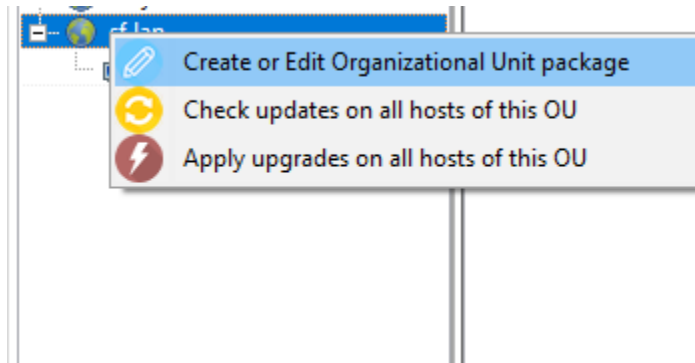 Create or Edit Organizational Unit package
Check updates on all hosts of this OU
Apply upgrades on all hosts of this OU